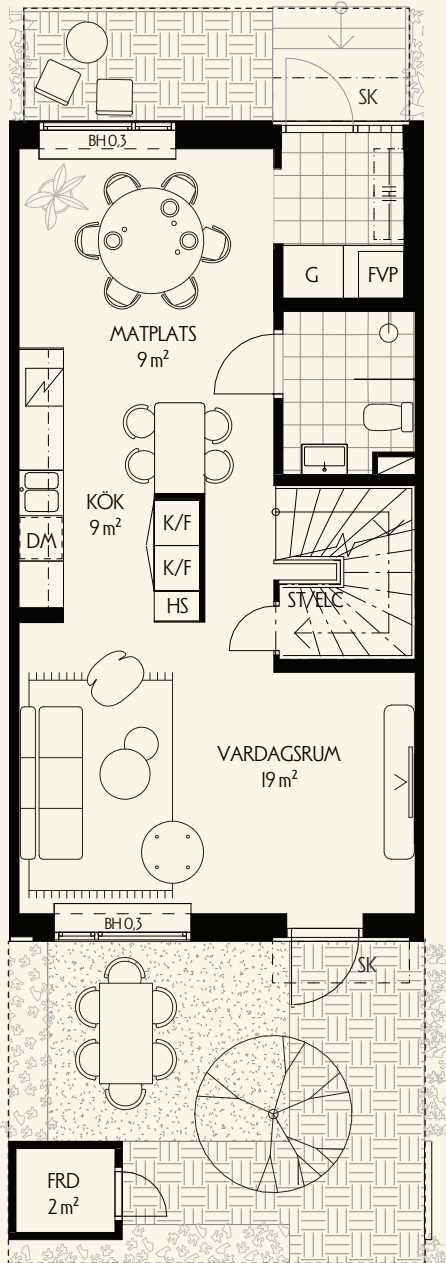 SK
BH 0,3
G
FVP
MATPLATS
9 m²
KÖK
9 m²
K/F
DM
K/F
HS
ST/ELC
VARDAGSRUM
19 m²
BH 0,3
SK
FRD
2 m²